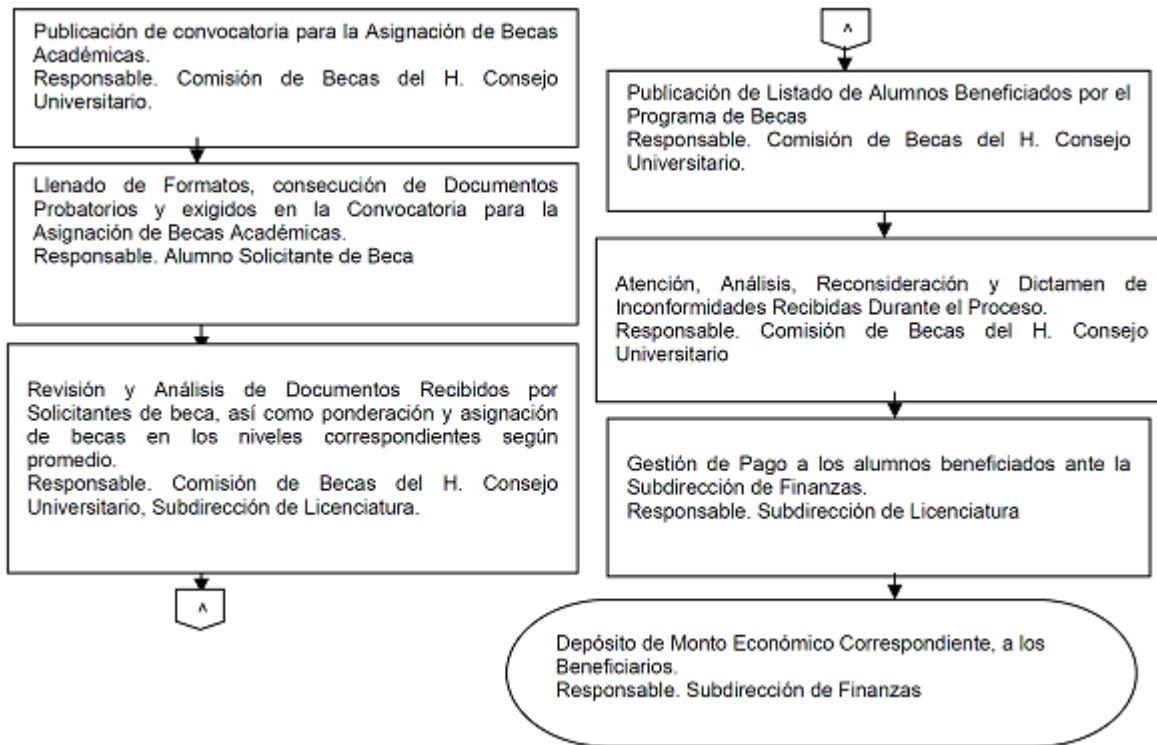 Publicación de convocatoria para la Asignación de Becas
Académicas.
Responsable. Comisión de Becas del H. Consejo
Universitario.
Llenado de Formatos, consecución de Documentos
Probatorios y exigidos en la Convocatoria para la
Asignación de Becas Académicas.
Responsable. Alumno Solicitante de Beca
Revisión y Análisis de Documentos Recibidos por
Solicitantes de beca, así como ponderación y asignación
de becas en los niveles correspondientes según
promedio.
Responsable. Comisión de Becas del H. Consejo
Universitario, Subdirección de Licenciatura.
A
A
Publicación de Listado de Alumnos Beneficiados por el
Programa de Becas
Responsable. Comisión de Becas del H. Consejo
Universitario.
Atención, Análisis, Reconsideración y Dictamen de
Inconformidades Recibidas Durante el Proceso.
Responsable. Comisión de Becas del H. Consejo
Universitario
Gestión de Pago a los alumnos beneficiados ante la
Subdirección de Finanzas.
Responsable. Subdirección de Licenciatura
Depósito de Monto Económico Correspondiente, a los
Beneficiarios.
Responsable. Subdirección de Finanzas